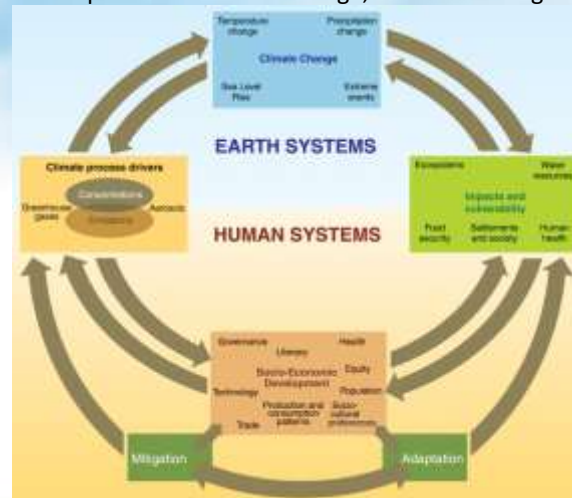 Temperature
change
Precipitation
change
Climate Change
Sea Level
Rise
Extreme
events
EARTH SYSTEMS
Climate process drivers
Concentrations
Greenhouse
gases
Aerosols
Emissions
Ecosystems
Water
resources
Impacts and
vulnerability
Food
security
Settlements
and society
Human
health
HUMAN SYSTEMS
Governance
Literacy
Health
Equity
Socio-Economic
Development
Technology
Population
Production and
consumption
patterns
Socio-
cultural
preferences
Trade
Mitigation
Adaptation